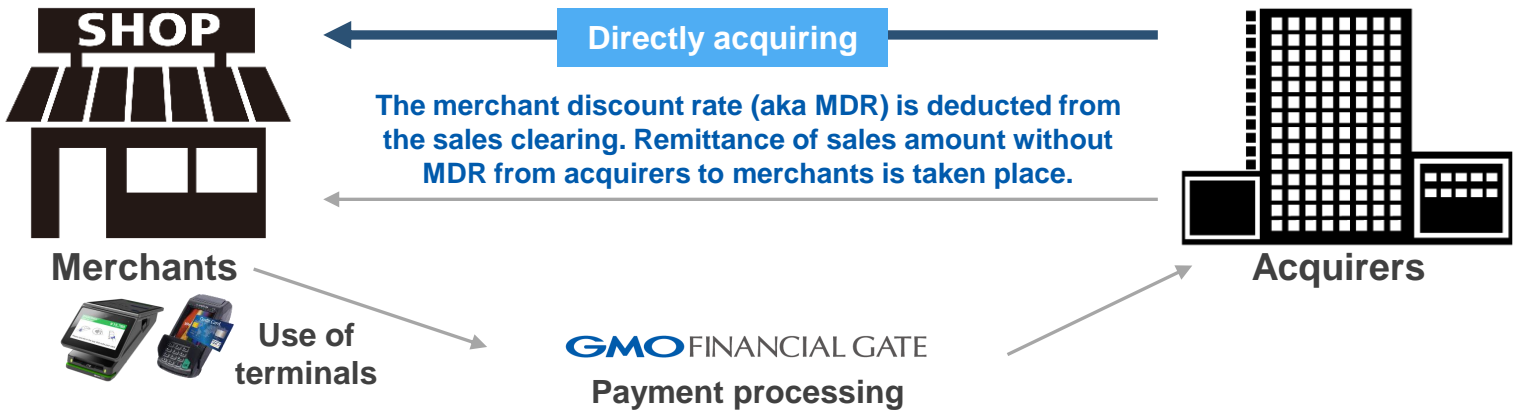 SHOP
Directly acquiring
The merchant discount rate (aka MDR) is deducted from
the sales clearing. Remittance of sales amount without
MDR from acquirers to merchants is taken place.
Merchants
Acquirers
Use of
terminals
GMO FINANCIAL GATE
Payment processing